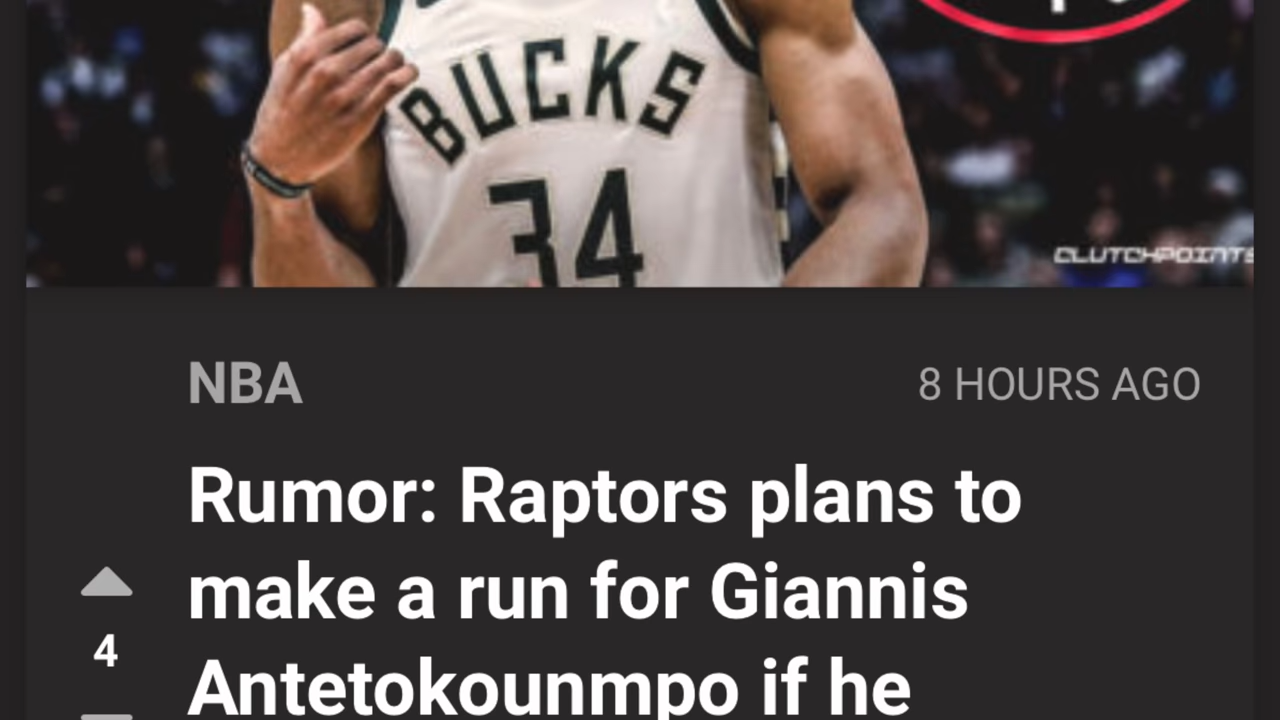 BUCKS
34
CLUTCHPOINTS
NBA
8 HOURS AGO
Rumor: Raptors plans to
make a run for Giannis
4
Antetokounmpo if he